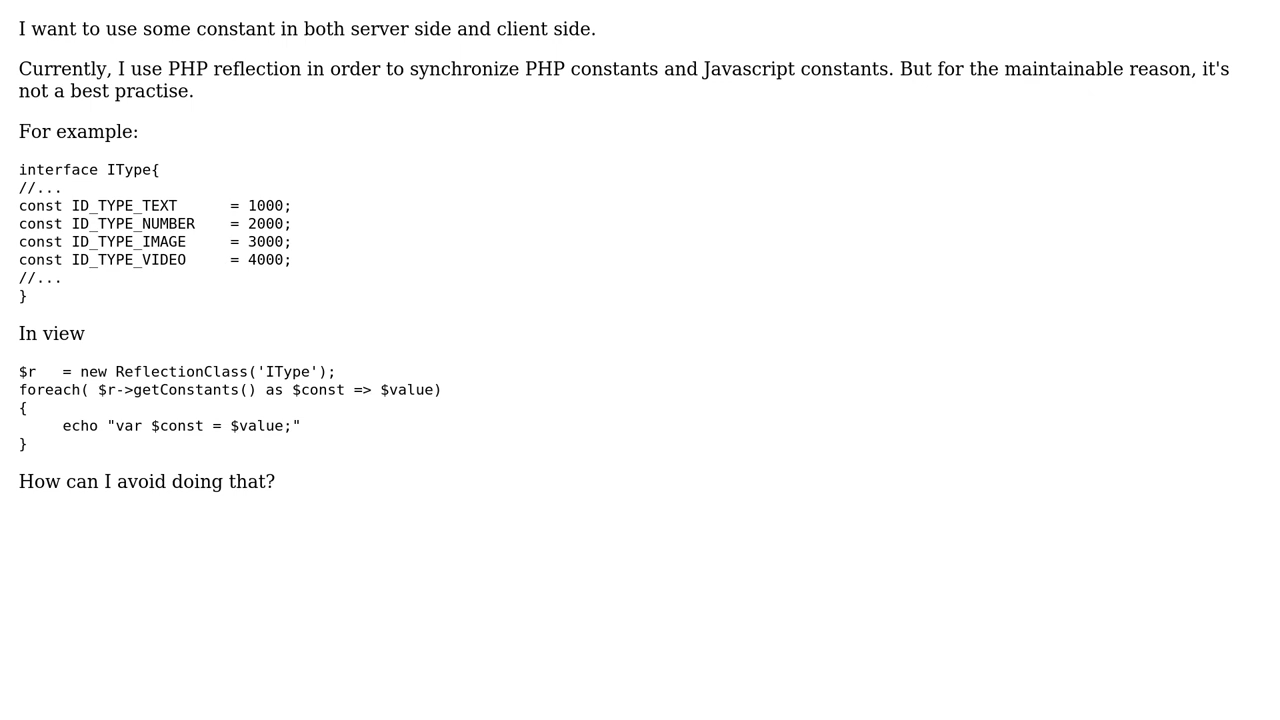 I want to use some constant in both server side and client side.
Currently, I use PHP reflection in order to synchronize PHP constants and Javascript constants. But for the maintainable reason, it's
not a best practise.
For example:
interface IType{
//...
const ID_TYPE_TEXT      = 1000;
const ID_TYPE_NUMBER    = 2000;
const ID_TYPE_IMAGE     = 3000;
const ID_TYPE_VIDEO     = 4000;
//...
}
In view
$r   = new ReflectionClass('IType');
foreach( $r->getConstants() as $const => $value)
{
     echo "var $const = $value;"
}
How can I avoid doing that?